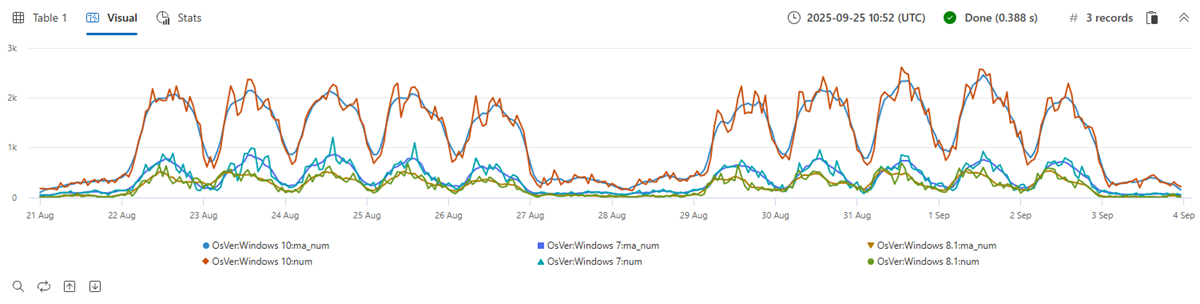 Table 1 Visual Stats 2025-09-25 10:52 (UTC) Done (0.388 s) # 3 records
3k
2k
1k
0
21 Aug 22 Aug 23 Aug 24 Aug 25 Aug 26 Aug 27 Aug 28 Aug 29 Aug 30 Aug 31 Aug 1 Sep 2 Sep 3 Sep 4 Sep
OsVer:Windows 10:ma_num OsVer:Windows 7:ma_num OsVer:Windows 8.1:ma_num
OsVer:Windows 10:num OsVer:Windows 7:num OsVer:Windows 8.1:num